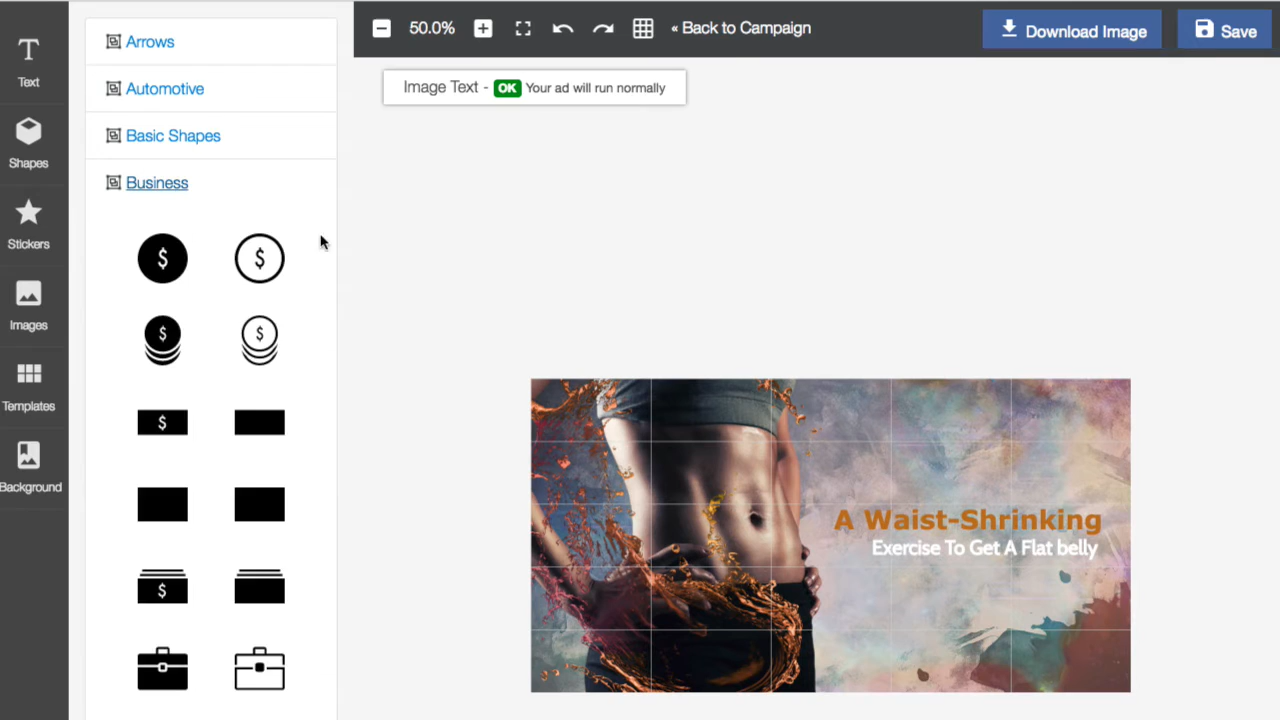 Text
Shapes
Stickers
Images
Templates
Background
Arrows
Automotive
Basic Shapes
Business
$ $
$ $
$
$
50.0%
« Back to Campaign
Download Image
Save
Image Text - OK Your ad will run normally
A Waist-Shrinking
Exercise To Get A Flat belly